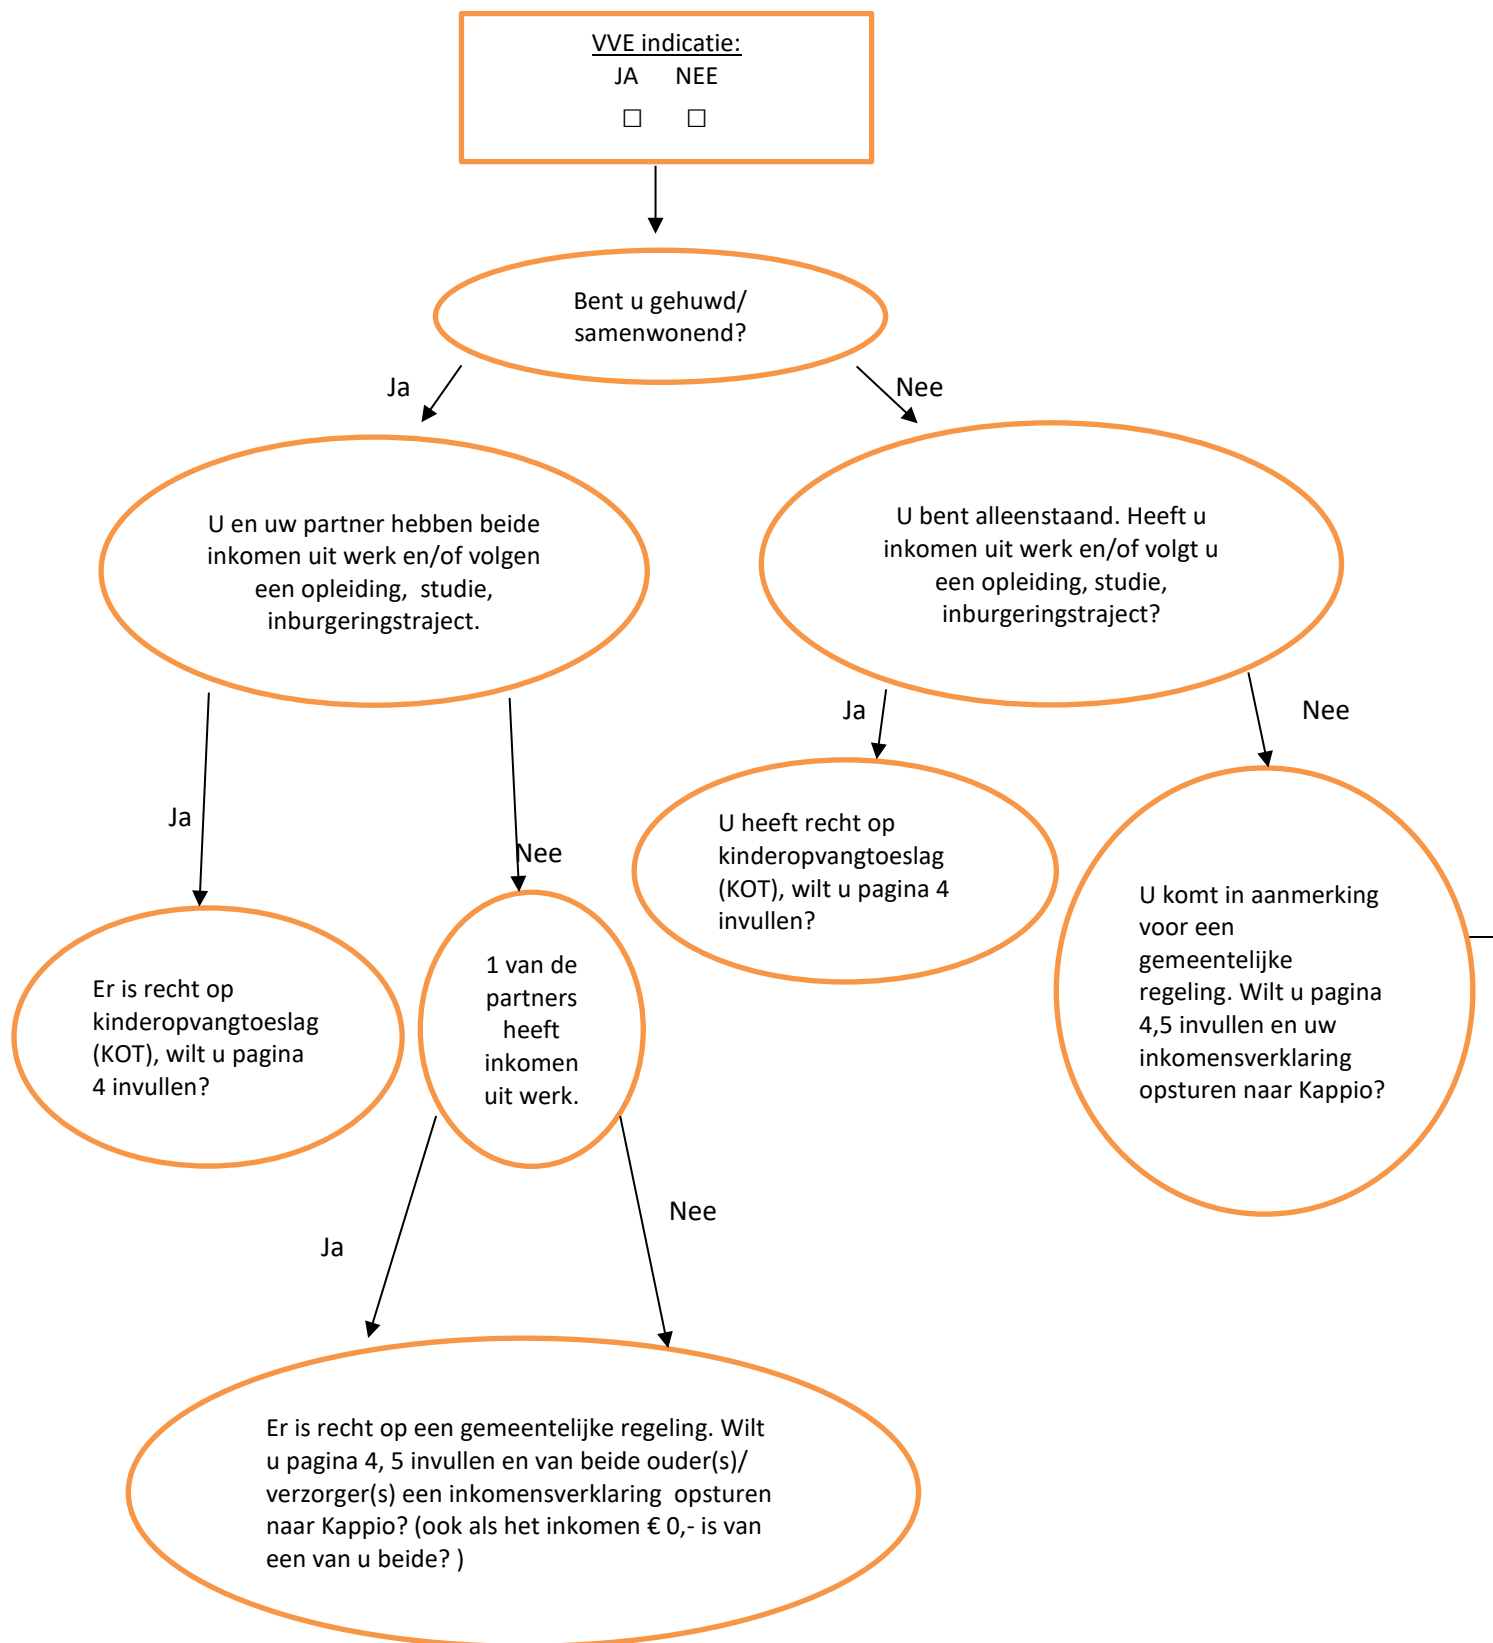 VVE indicatie:
JA NEE
☐ ☐
Bent u gehuwd/
samenwonend?
Ja
Nee
U en uw partner hebben beide
inkomen uit werk en/of volgen
een opleiding, studie,
inburgeringstraject.
U bent alleenstaand. Heeft u
inkomen uit werk en/of volgt u
een opleiding, studie,
inburgeringstraject?
Ja
Nee
Ja
Nee
U heeft recht op
kinderopvangtoeslag
(KOT), wilt u pagina 4
invullen?
U komt in aanmerking
voor een
gemeentelijke
regeling. Wilt u pagina
4,5 invullen en uw
inkomensverklaring
opsturen naar Kappio?
Er is recht op
kinderopvangtoeslag
(KOT), wilt u pagina
4 invullen?
1 van de
partners
heeft
inkomen
uit werk.
Ja
Nee
Er is recht op een gemeentelijke regeling. Wilt
u pagina 4, 5 invullen en van beide ouder(s)/
verzorger(s) een inkomensverklaring opsturen
naar Kappio? (ook als het inkomen € 0,- is van
een van u beide? )